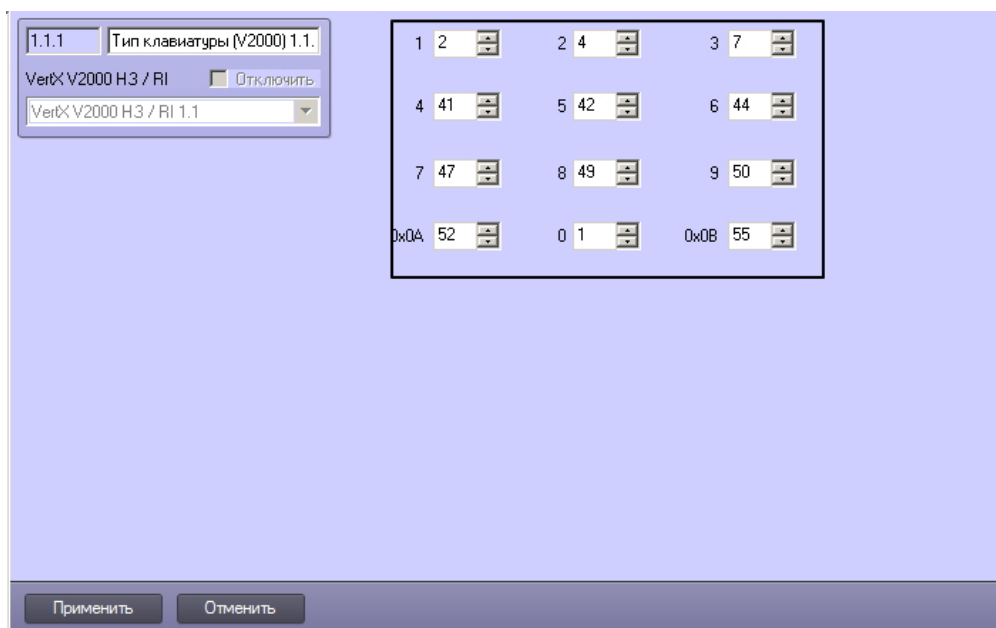 1.1.1 Тип клавиатуры (V2000) 1.1.
VertX V2000 НЗ / RI Отключить
VertX V2000 НЗ / RI 1.1
1 2 2 4 3 7
4 41 5 42 6 44
7 47 8 49 9 50
0x0A 52 0 1 0x0B 55
Применить Отменить